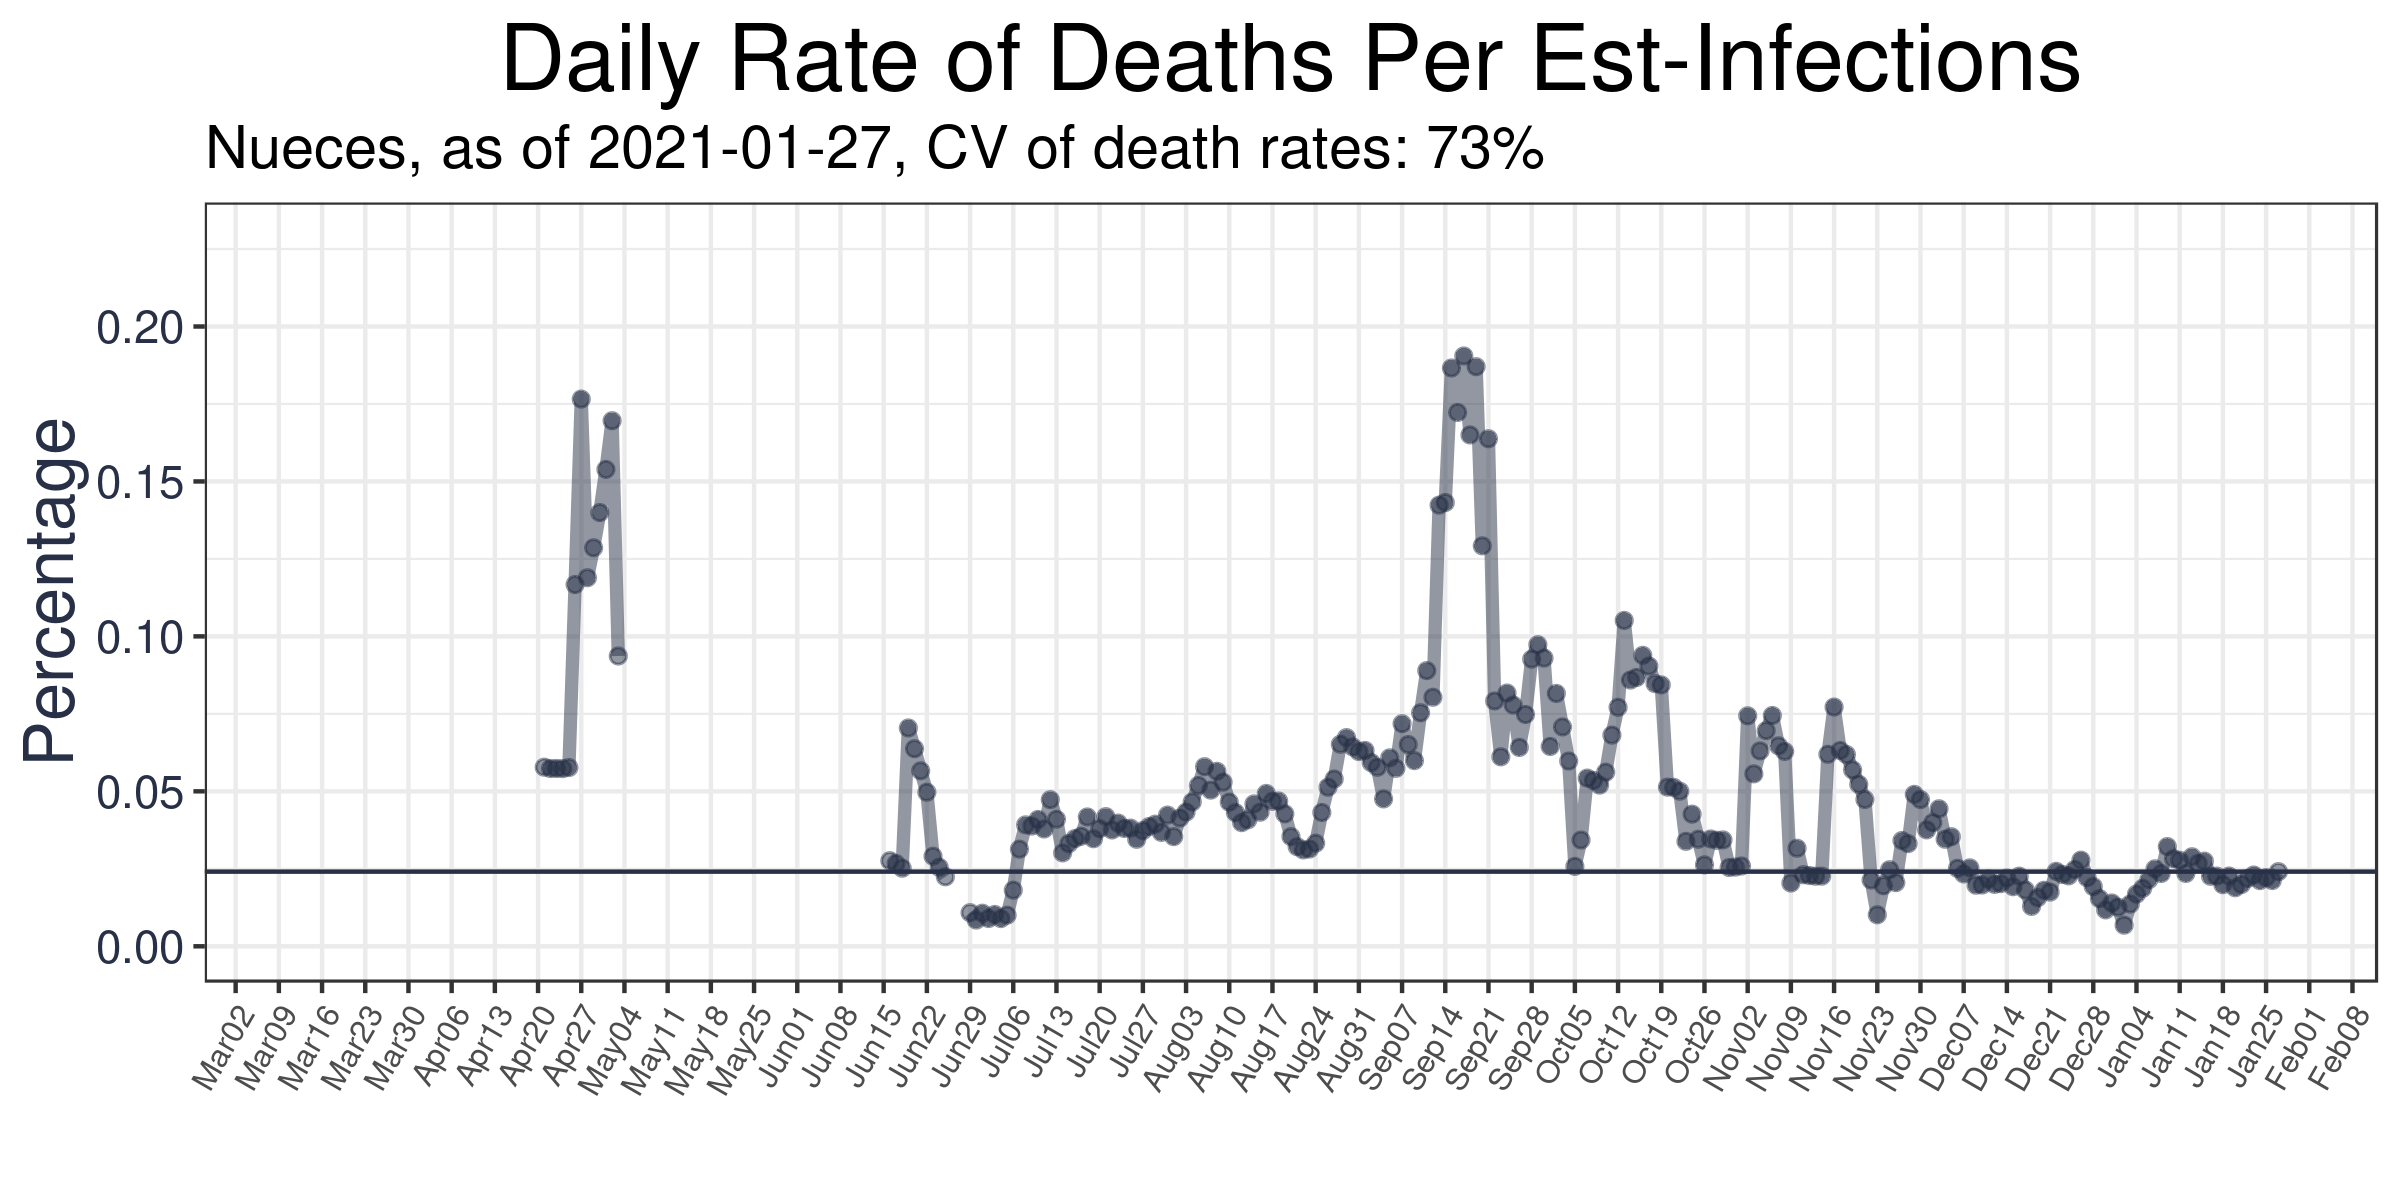 Daily Rate of Deaths Per Est-Infections
Nueces, as of 2021-01-27, CV of death rates: 73%
Percentage
0.20
0.15
0.10
0.05
0.00
Mar02 Mar09 Mar16 Mar23 Mar30 Apr06 Apr13 Apr20 Apr27 May04 May11 May18 May25 Jun01 Jun08 Jun15 Jun22 Jun29 Jul06 Jul13 Jul20 Jul27 Aug03 Aug10 Aug17 Aug24 Aug31 Sep07 Sep14 Sep21 Sep28 Oct05 Oct12 Oct19 Oct26 Nov02 Nov09 Nov16 Nov23 Nov30 Dec07 Dec14 Dec21 Dec28 Jan04 Jan11 Jan18 Jan25 Feb01 Feb08